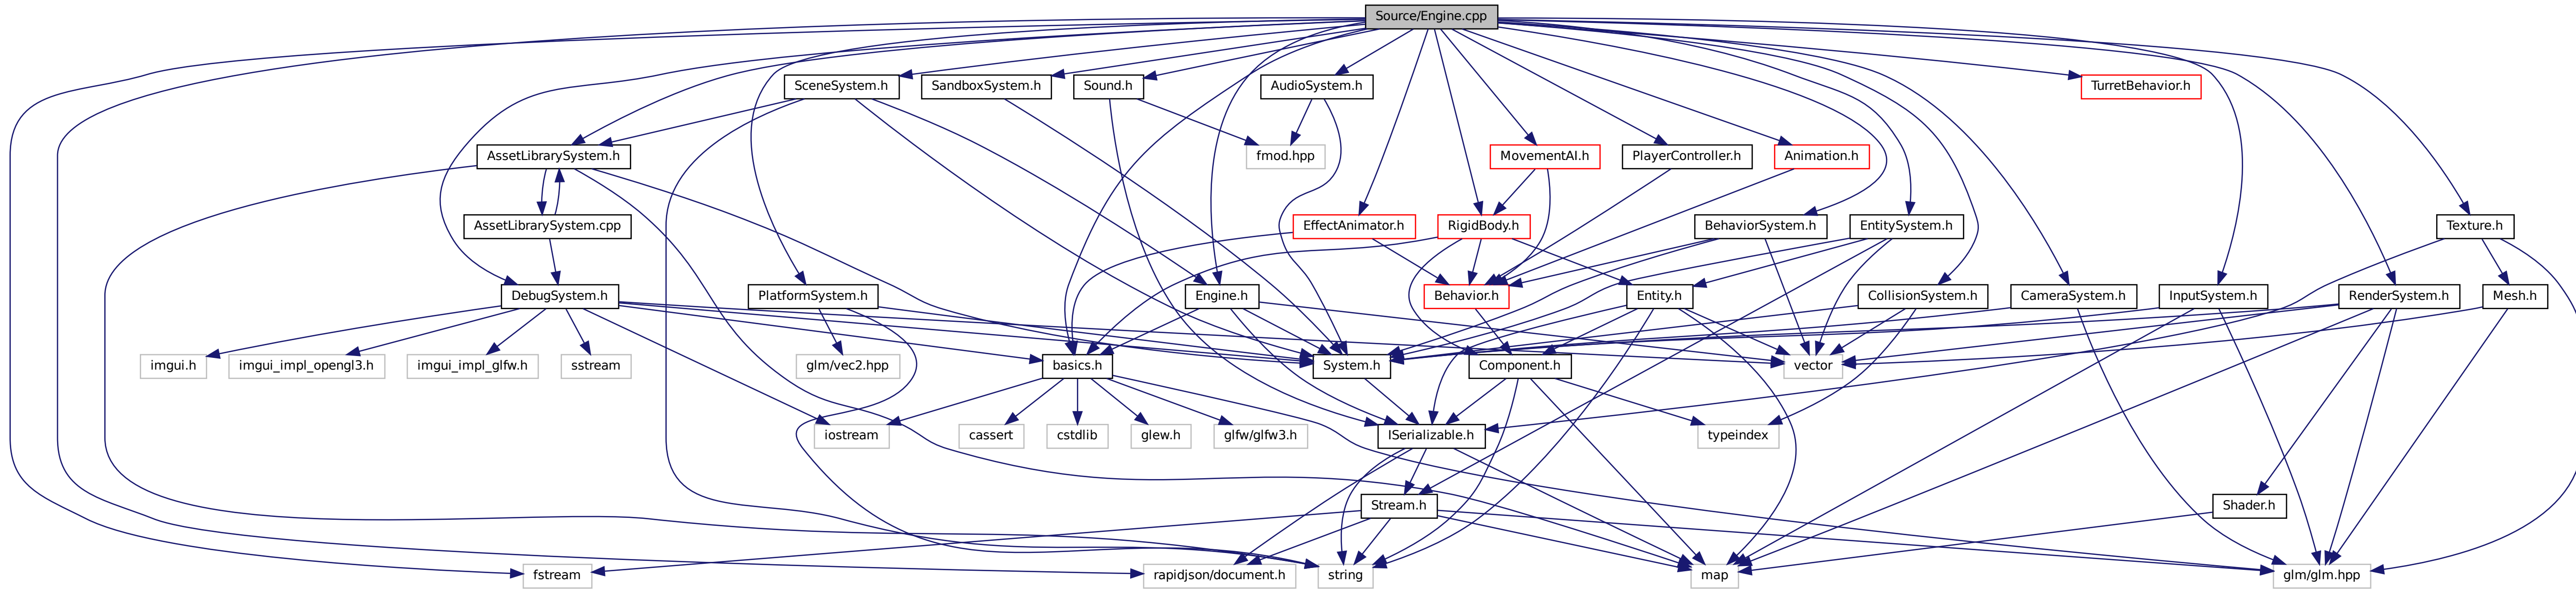 Source/Engine.cpp
SceneSystem.h
SandboxSystem.h
Sound.h
AudioSystem.h
TurretBehavior.h
AssetLibrarySystem.h
fmod.hpp
MovementAI.h
PlayerController.h
Animation.h
AssetLibrarySystem.cpp
EffectAnimator.h
RigidBody.h
BehaviorSystem.h
EntitySystem.h
Texture.h
DebugSystem.h
PlatformSystem.h
Engine.h
Behavior.h
Entity.h
CollisionSystem.h
CameraSystem.h
InputSystem.h
RenderSystem.h
Mesh.h
imgui.h
imgui_impl_opengl3.h
imgui_impl_glfw.h
sstream
glm/vec2.hpp
basics.h
System.h
Component.h
vector
iostream
cassert
cstdlib
glew.h
glfw/glfw3.h
ISerializable.h
typeindex
Stream.h
Shader.h
fstream
rapidjson/document.h
string
map
glm/glm.hpp